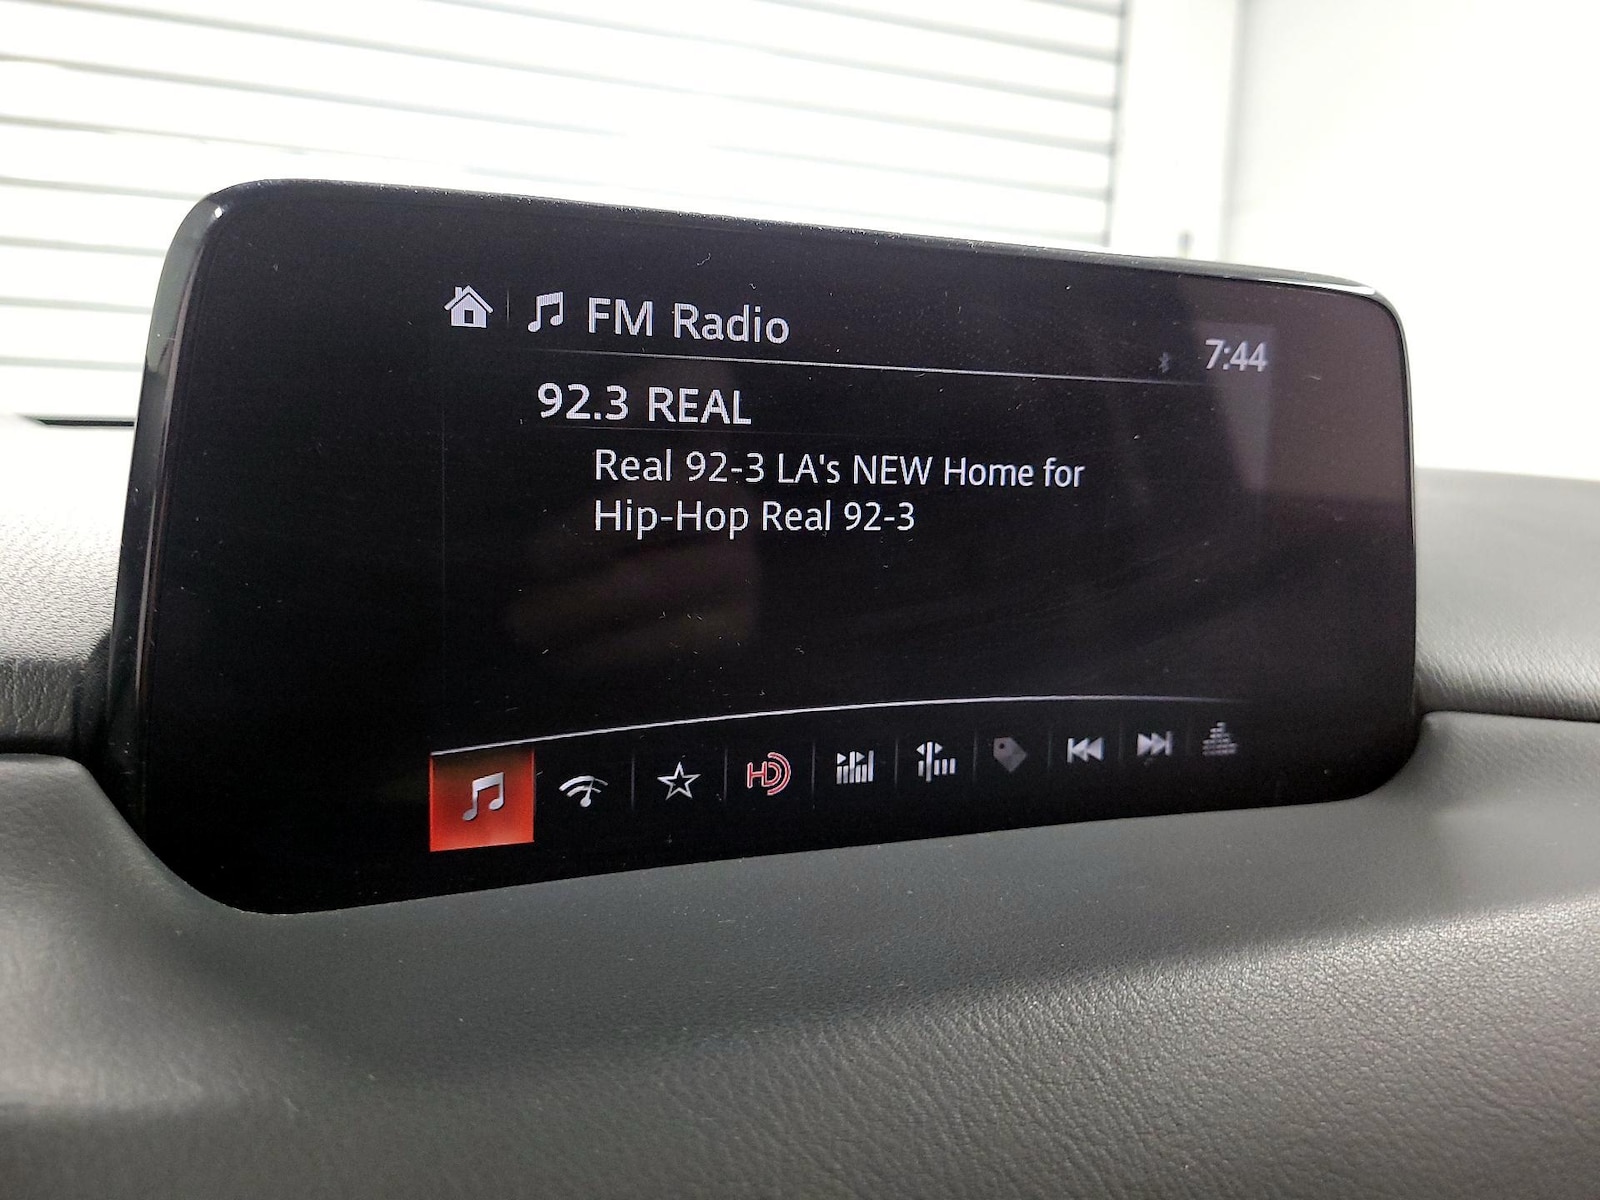 FM Radio
7:44
92.3 REAL
Real 92-3 LA's NEW Home for
Hip-Hop Real 92-3
HD